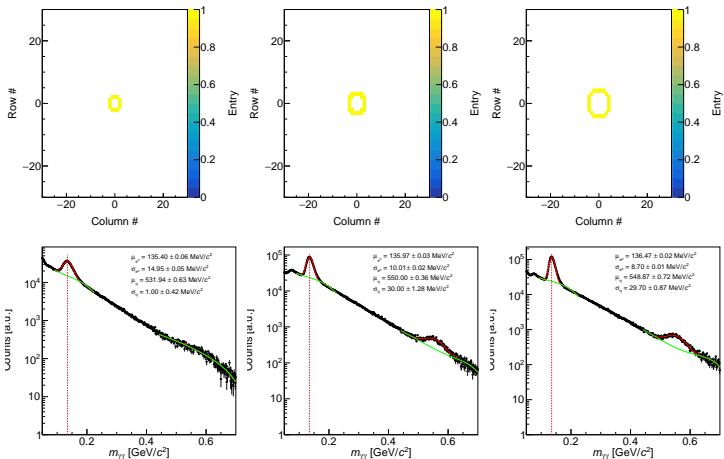 Row #
20
0
−20
−20 0 20
Column #
1
0.8
0.6
0.4
0.2
0
Entry
Row #
20
0
−20
−20 0 20
Column #
1
0.8
0.6
0.4
0.2
0
Entry
Row #
20
0
−20
−20 0 20
Column #
1
0.8
0.6
0.4
0.2
0
Entry
Counts [a.u.]
10⁴
10³
10²
10
1
μπ⁰ = 135.40 ± 0.06 MeV/c²
σπ⁰ = 14.95 ± 0.05 MeV/c²
μη = 531.94 ± 0.63 MeV/c²
ση = 1.00 ± 0.42 MeV/c²
0.2 0.4 0.6
mγγ [GeV/c²]
Counts [a.u.]
10⁵
10⁴
10³
10²
10
1
μπ⁰ = 135.97 ± 0.03 MeV/c²
σπ⁰ = 10.01 ± 0.02 MeV/c²
μη = 550.00 ± 0.36 MeV/c²
ση = 30.00 ± 1.28 MeV/c²
0.2 0.4 0.6
mγγ [GeV/c²]
Counts [a.u.]
10⁵
10⁴
10³
10²
10
1
μπ⁰ = 136.47 ± 0.02 MeV/c²
σπ⁰ = 8.70 ± 0.01 MeV/c²
μη = 548.87 ± 0.72 MeV/c²
ση = 29.70 ± 0.87 MeV/c²
0.2 0.4 0.6
mγγ [GeV/c²]